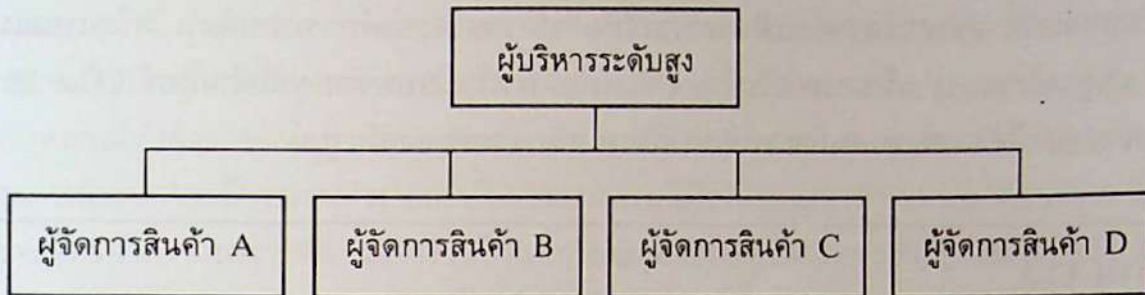 ผู้บริหารระดับสูง
ผู้จัดการสินค้า A
ผู้จัดการสินค้า B
ผู้จัดการสินค้า C
ผู้จัดการสินค้า D